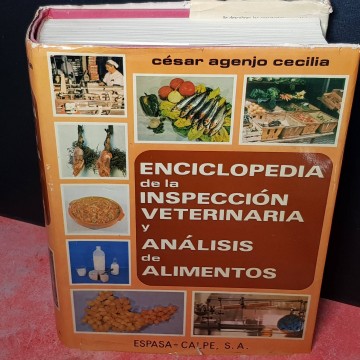 césar agenjo cecilia
ENCICLOPEDIA
de la
INSPECCIÓN
VETERINARIA
y
ANÁLISIS
de
ALIMENTOS
ESPASA-CALPE, S.A.